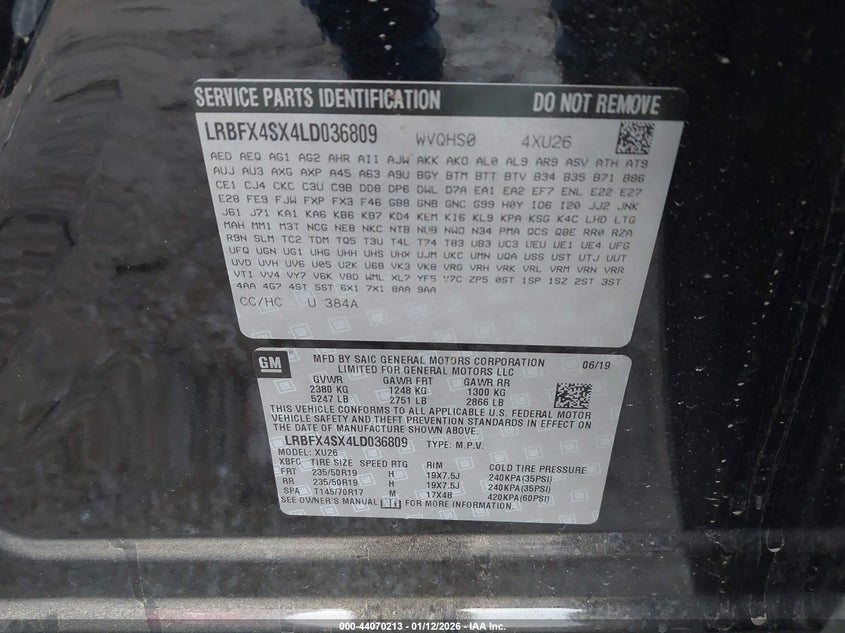 SERVICE PARTS IDENTIFICATION DO NOT REMOVE
LRBFX4SX4LD036809 WVQHS0 4XU26
AED AEQ AG1 AG2 AHR AII AJW AKK AKO AL0 AL9 AR9 ASV ATH AT9
AUJ AU3 AXG AXP A45 A63 A9U BGY BTM BTT BTV B34 B35 B71 B86
CE1 CJ4 CKC C3U C9B DD8 DP6 DWL D7A EA1 EA2 EF7 ENL E22 E27
E28 FE9 FJW FXP FX3 F46 GB8 GNB GNC G99 H0Y IO6 I20 JJ2 JNK
J61 J71 KA1 KA6 KB6 KB7 KD4 KEM KI6 KL9 KPA KSG K4C LHD LTG
MAH MM1 M3T NCG NE8 NKC NTB NU9 NWO N34 PMA QCS Q8E RR0 RZA
R9N SLM TC2 TDM TQ5 T3U T4L T74 T83 UB3 UC3 UEU UE1 UE4 UFG
UFQ UGN UG1 UHG UHH UHS UHX UJM UKC UMN UQA USS UST UTJ UUT
UVD UVH UV6 U05 U2K U68 VK3 VK8 VRG VRH VRK VRL VRM VRN VRR
VTI VV4 VY7 V6K V8D WML XL7 YF5 V7C ZP5 0ST 1SP 1SZ 2ST 3ST
4AA 4G7 4ST 5ST 6X1 7X1 8AA 9AA
CC/HC U 384A
GM MFD BY SAIC GENERAL MOTORS CORPORATION 06/19
LIMITED FOR GENERAL MOTORS LLC
GVWR GAWR FRT GAWR RR
2380 KG 1248 KG 1300 KG
5247 LB 2751 LB 2866 LB
THIS VEHICLE CONFORMS TO ALL APPLICABLE U.S. FEDERAL MOTOR
VEHICLE SAFETY AND THEFT PREVENTION STANDARDS IN EFFECT ON
THE DATE OF MANUFACTURE SHOWN ABOVE.
LRBFX4SX4LD036809 TYPE: M.P.V.
MODEL: XU26
XBFC TIRE SIZE SPEED RTG RIM COLD TIRE PRESSURE
FRT 235/50R19 H 19X7.5J 240KPA(35PSI)
RR 235/50R19 H 19X7.5J 240KPA(35PSI)
SPA T145/70R17 M 17X4B 420KPA(60PSI)
SEE OWNER'S MANUAL FOR MORE INFORMATION.
000-44070213 - 01/12/2026 - IAA Inc.